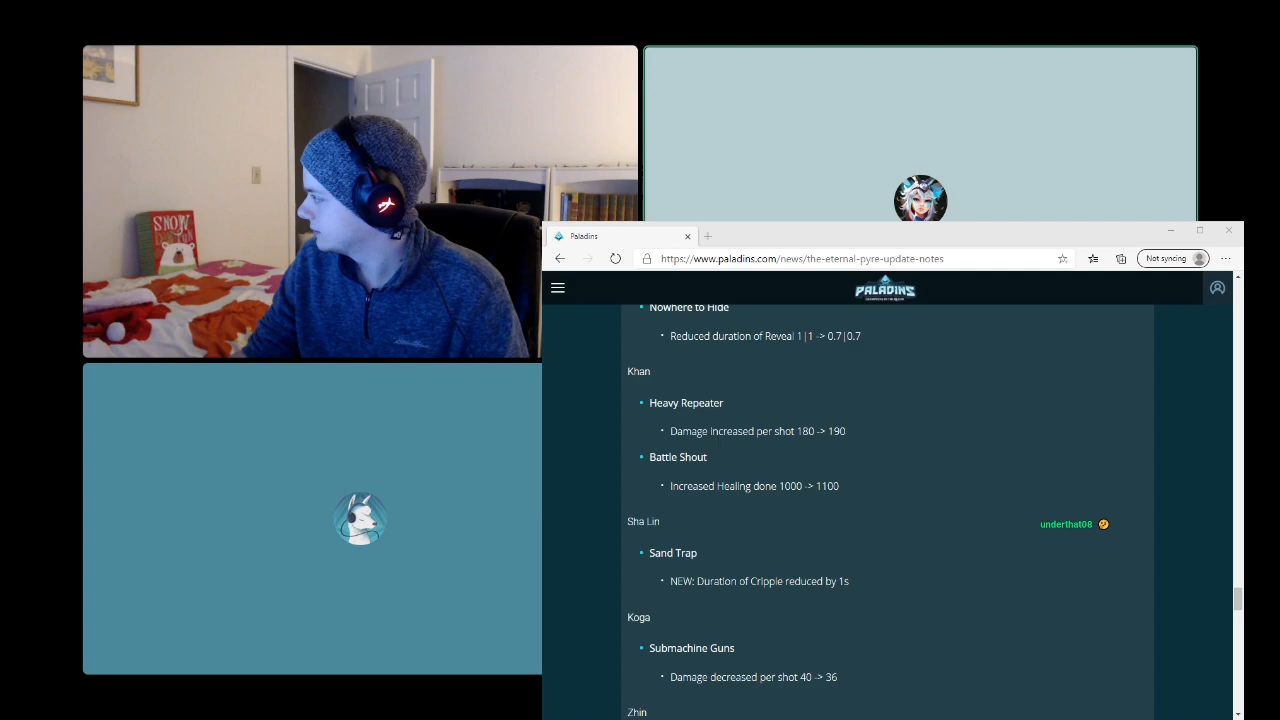 SNOW
Paladins
https://www.paladins.com/news/the-eternal-pyre-update-notes
Not syncing
PALADINS
Nowhere to Hide
Reduced duration of Reveal 1|1 -> 0.7|0.7
Khan
Heavy Repeater
Damage increased per shot 180 -> 190
Battle Shout
Increased Healing done 1000 -> 1100
Sha Lin
underthat08
Sand Trap
NEW: Duration of Cripple reduced by 1s
Koga
Submachine Guns
Damage decreased per shot 40 -> 36
Zhin